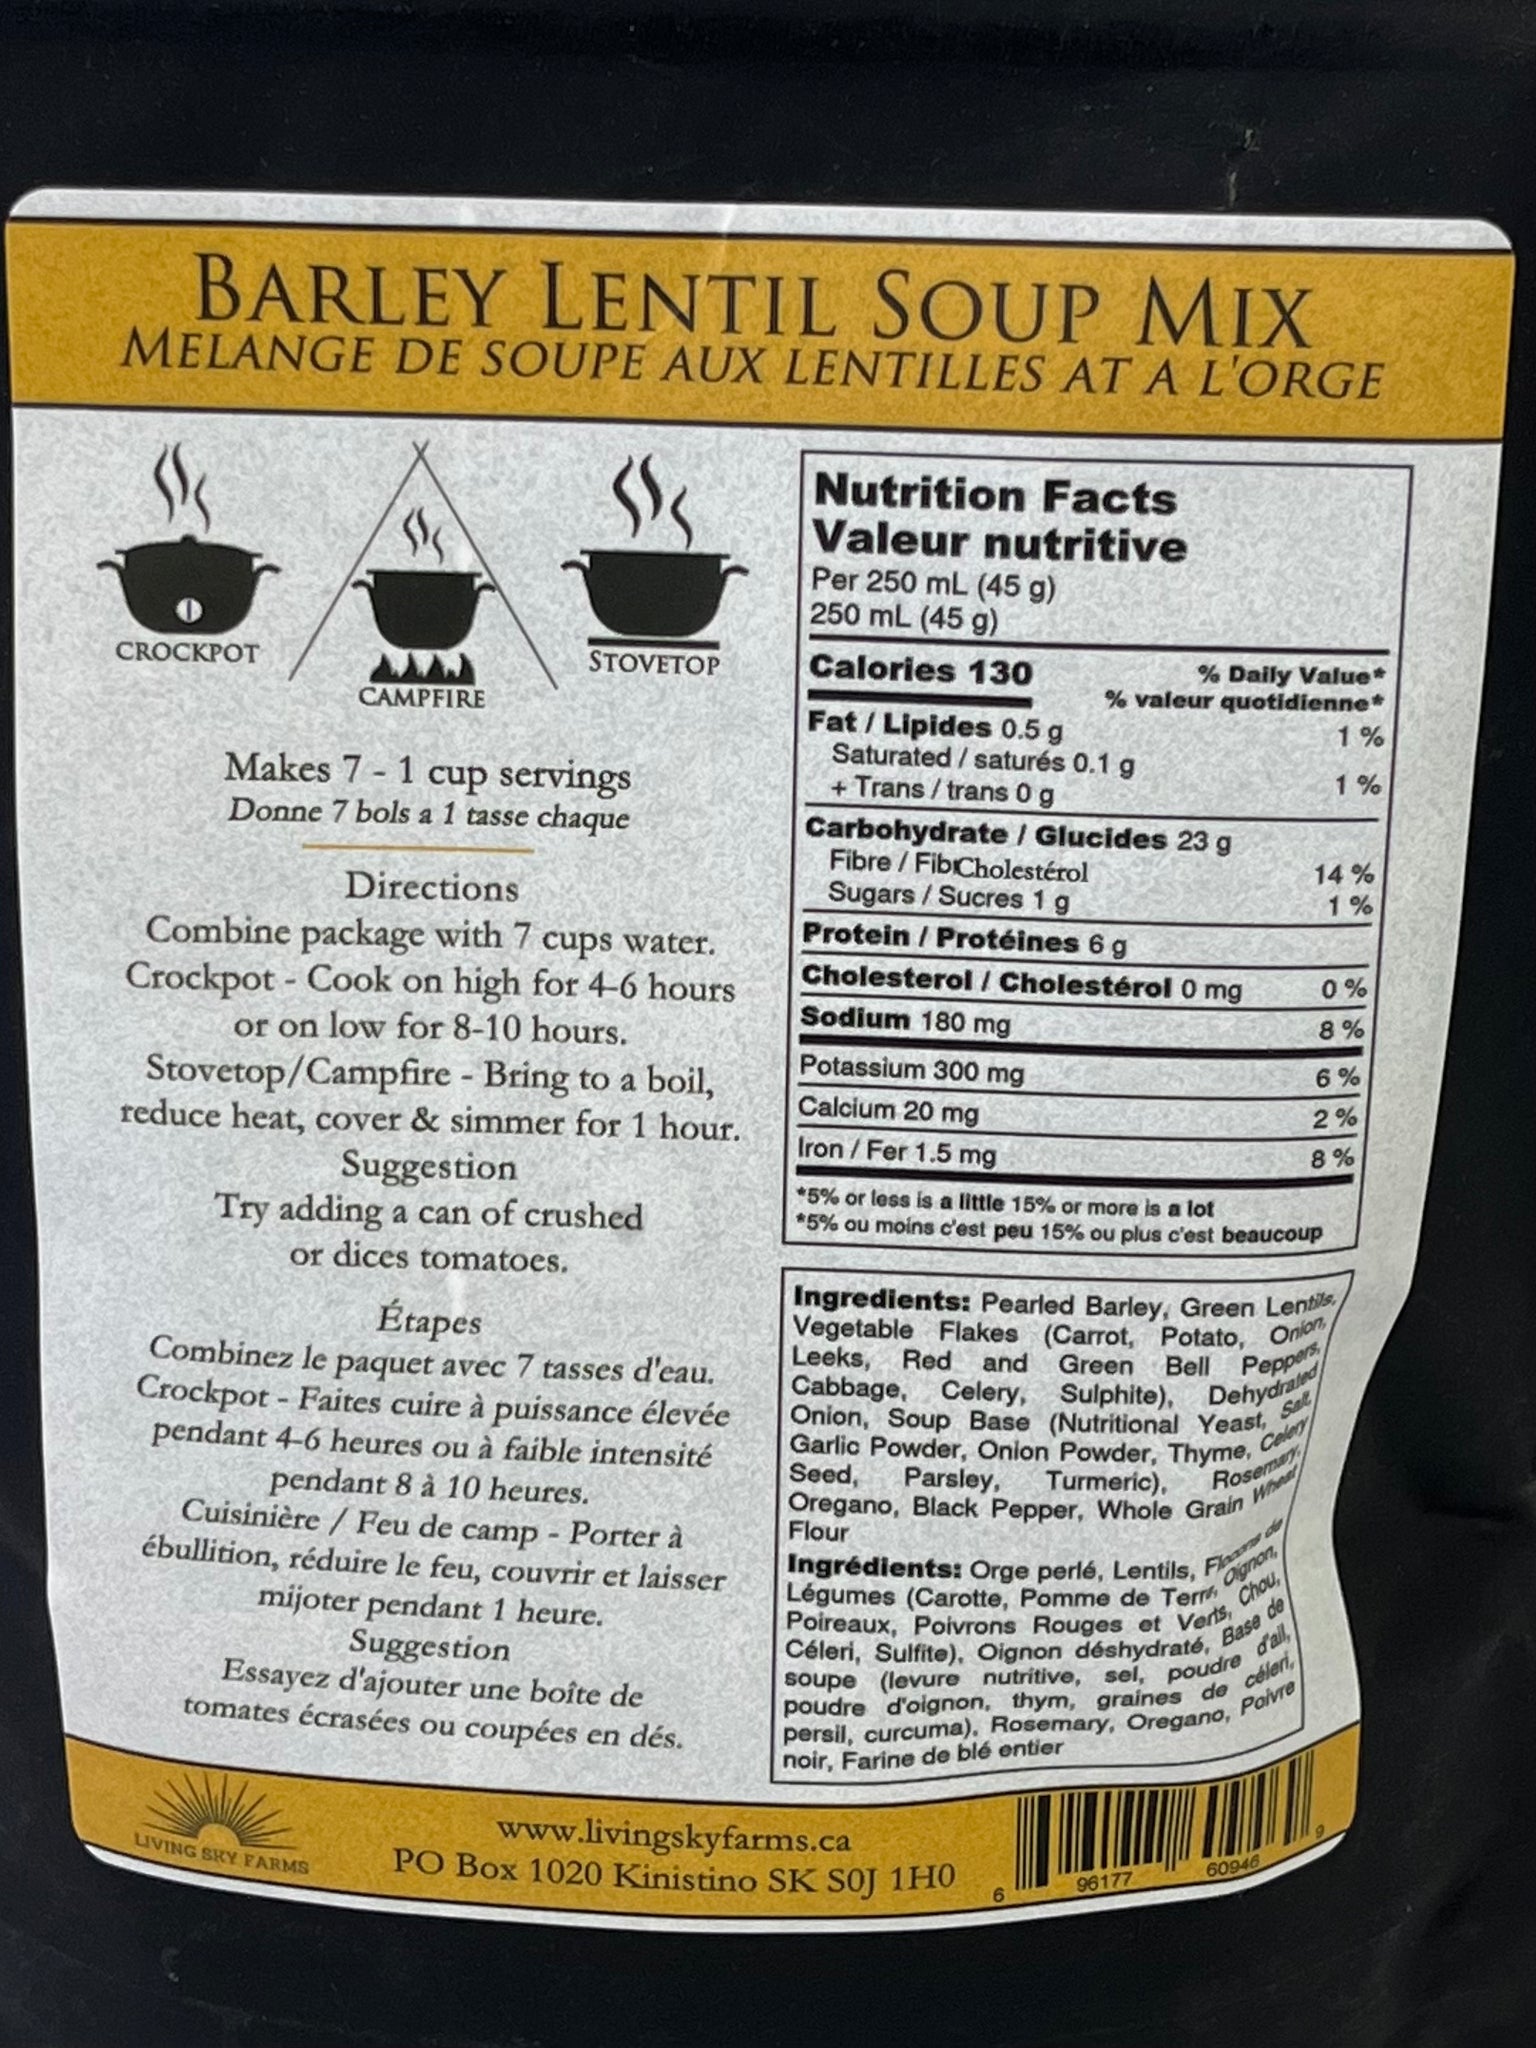 BARLEY LENTIL SOUP MIX
MELANGE DE SOUPE AUX LENTILLES AT A L'ORGE
CROCKPOT
CAMPFIRE
STOVETOP
Makes 7 - 1 cup servings
Donne 7 bols a 1 tasse chaque
Directions
Combine package with 7 cups water.
Crockpot - Cook on high for 4-6 hours
or on low for 8-10 hours.
Stovetop/Campfire - Bring to a boil,
reduce heat, cover & simmer for 1 hour.
Suggestion
Try adding a can of crushed
or dices tomatoes.
Étapes
Combinez le paquet avec 7 tasses d'eau.
Crockpot - Faites cuire à puissance élevée
pendant 4-6 heures ou à faible intensité
pendant 8 à 10 heures.
Cuisinière / Feu de camp - Porter à
ébullition, réduire le feu, couvrir et laisser
mijoter pendant 1 heure.
Suggestion
Essayez d'ajouter une boîte de
tomates écrasées ou coupées en dés.
Nutrition Facts
Valeur nutritive
Per 250 mL (45 g)
250 mL (45 g)
Calories 130
% Daily Value*
% valeur quotidienne*
Fat / Lipides 0.5 g 1 %
Saturated / saturés 0.1 g
+ Trans / trans 0 g 1 %
Carbohydrate / Glucides 23 g
Fibre / FibrCholestérol 14 %
Sugars / Sucres 1 g 1 %
Protein / Protéines 6 g
Cholesterol / Cholestérol 0 mg 0 %
Sodium 180 mg 8 %
Potassium 300 mg 6 %
Calcium 20 mg 2 %
Iron / Fer 1.5 mg 8 %
*5% or less is a little 15% or more is a lot
*5% ou moins c'est peu 15% ou plus c'est beaucoup
Ingredients: Pearled Barley, Green Lentils,
Vegetable Flakes (Carrot, Potato, Onion,
Leeks, Red and Green Bell Peppers,
Cabbage, Celery, Sulphite), Dehydrated
Onion, Soup Base (Nutritional Yeast, Salt,
Garlic Powder, Onion Powder, Thyme, Celery
Seed, Parsley, Turmeric), Rosemary,
Oregano, Black Pepper, Whole Grain Wheat
Flour
Ingrédients: Orge perlé, Lentils, Flocons de
Légumes (Carotte, Pomme de Terre, Oignon,
Poireaux, Poivrons Rouges et Verts, Chou,
Céleri, Sulfite), Oignon déshydraté, Base de
soupe (levure nutritive, sel, poudre d'ail,
poudre d'oignon, thym, graines de céleri,
persil, curcuma), Rosemary, Oregano, Poivre
noir, Farine de blé entier
LIVING SKY FARMS
www.livingskyfarms.ca
PO Box 1020 Kinistino SK S0J 1H0
6 96177 60946 9